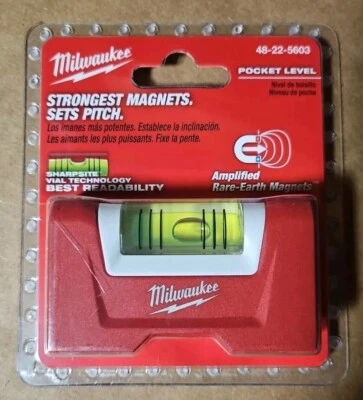 Milwaukee
48-22-5603
POCKET LEVEL
Nivel de bolsillo
Niveau de poche
STRONGEST MAGNETS.
SETS PITCH.
Los imanes más potentes. Establece la inclinación.
Les aimants les plus puissants. Fixe la pente.
SHARPSITE™
VIAL TECHNOLOGY
BEST READABILITY
Amplified
Rare-Earth Magnets™
Milwaukee